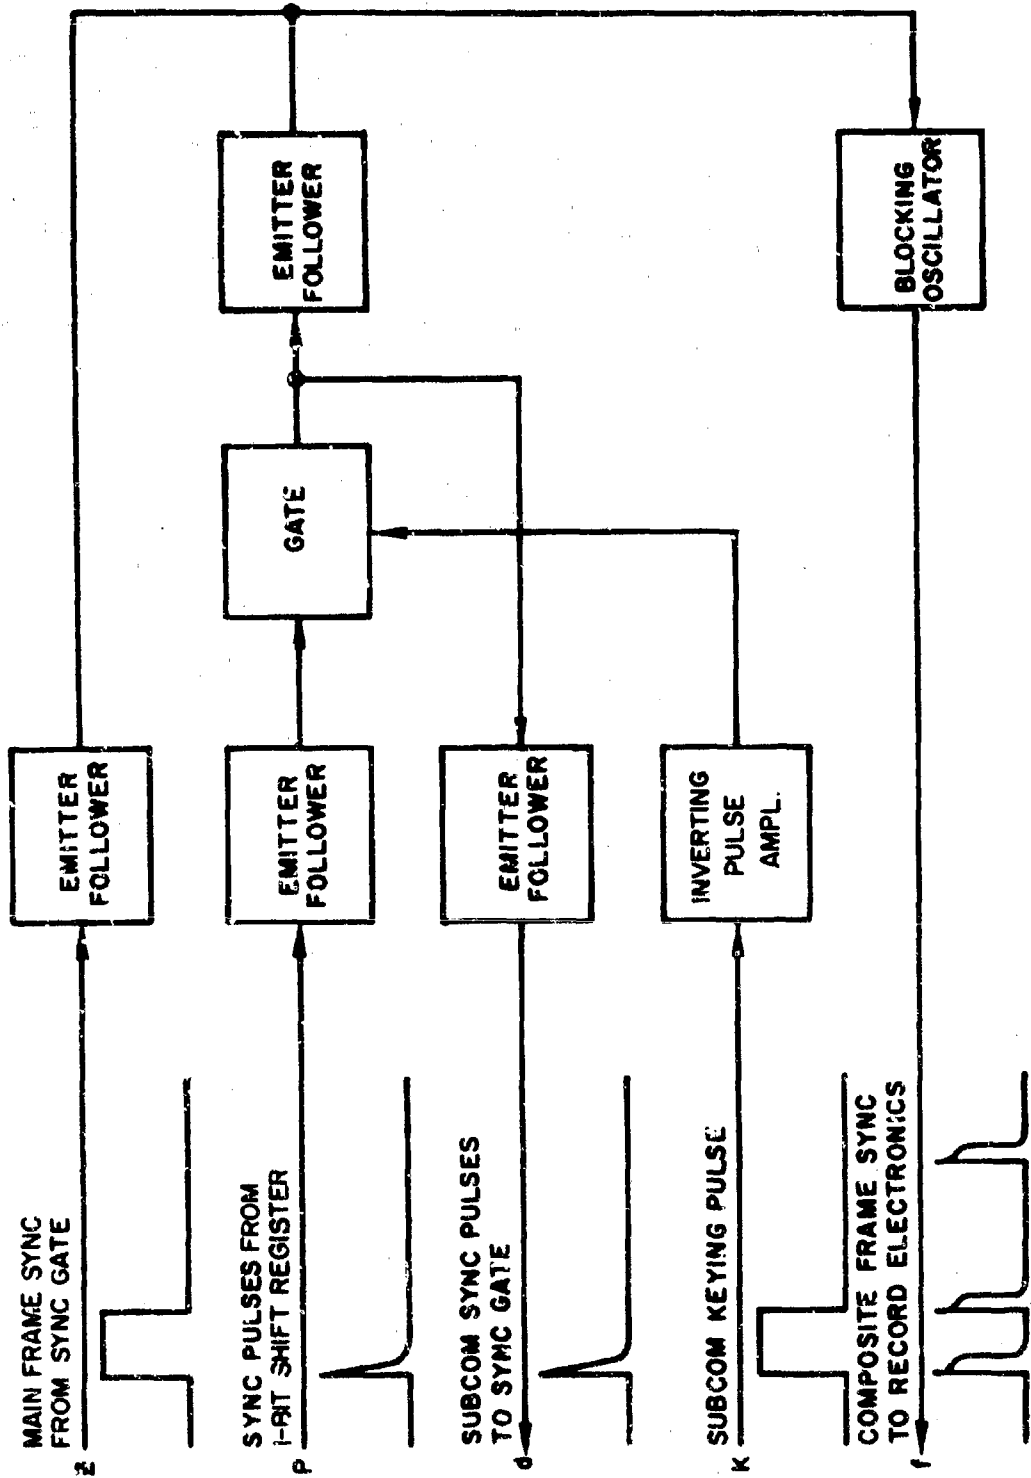 MAIN FRAME SYNC
FROM SYNC GATE
EMITTER
FOLLOWER
P
SYNC PULSES FROM
1-BIT SHIFT REGISTER
EMITTER
FOLLOWER
GATE
EMITTER
FOLLOWER
d
SUBCOM SYNC PULSES
TO SYNC GATE
EMITTER
FOLLOWER
K
SUBCOM KEYING PULSE
INVERTING
PULSE
AMPL.
f
COMPOSITE FRAME SYNC
TO RECORD ELECTRONICS
BLOCKING
OSCILLATOR